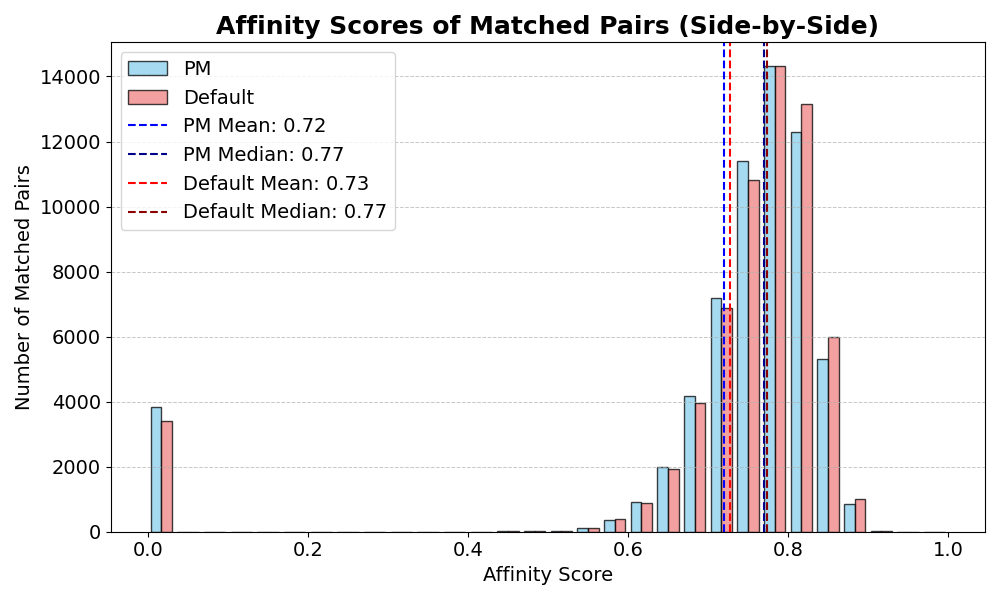 Affinity Scores of Matched Pairs (Side-by-Side)
PM
Default
PM Mean: 0.72
PM Median: 0.77
Default Mean: 0.73
Default Median: 0.77
Number of Matched Pairs
14000
12000
10000
8000
6000
4000
2000
0
0.0 0.2 0.4 0.6 0.8 1.0
Affinity Score